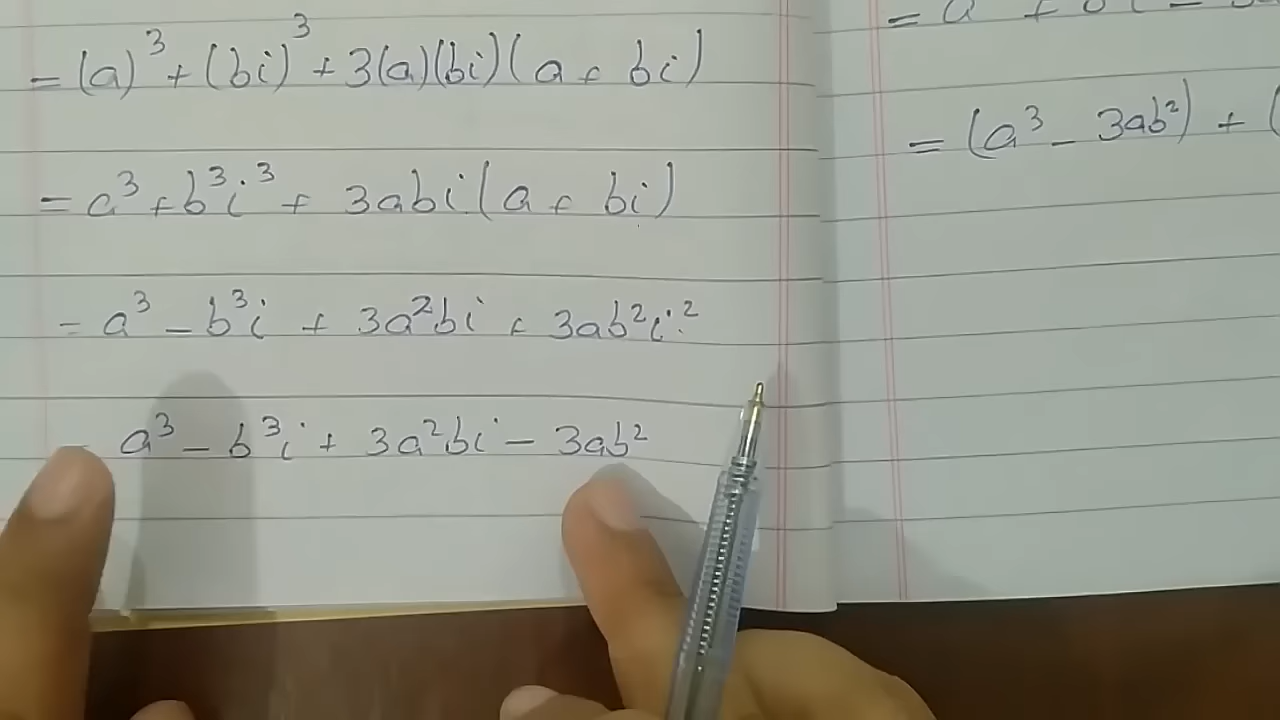 = (a)³ + (bi)³ + 3(a)(bi)(a + bi)
= a³ + b³i³ + 3abi(a + bi)
= a³ - b³i + 3a²bi + 3ab²i²
= a³ - b³i + 3a²bi - 3ab²
= (a³ - 3ab²) + (